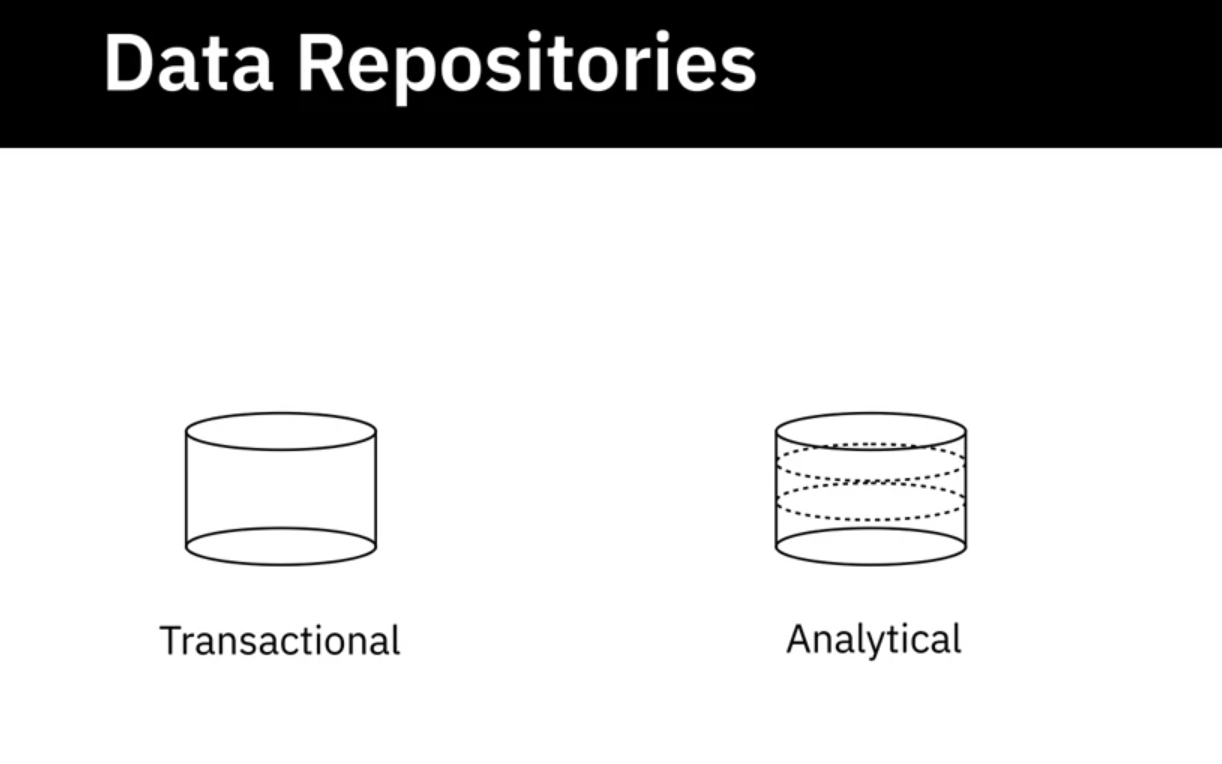 Data Repositories
Transactional
Analytical